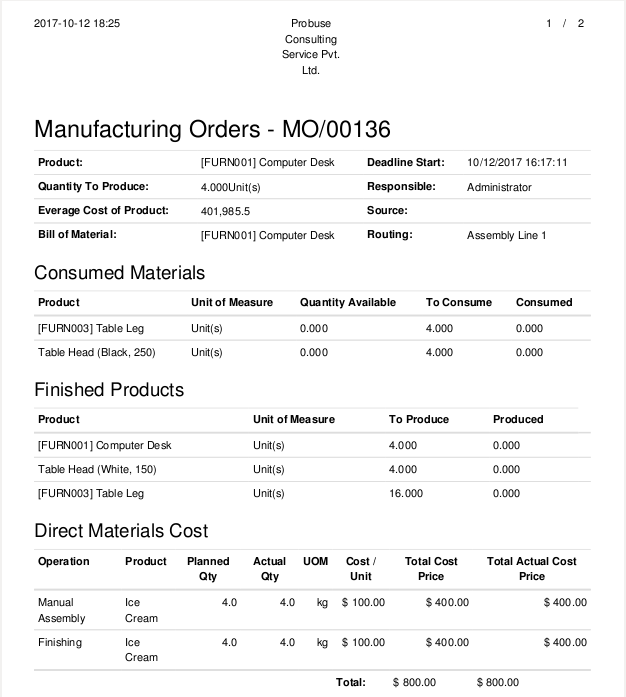 2017-10-12 18:25 Probuse 1 / 2
Consulting
Service Pvt.
Ltd.
Manufacturing Orders - MO/00136
Product: [FURN001] Computer Desk Deadline Start: 10/12/2017 16:17:11
Quantity To Produce: 4.000Unit(s) Responsible: Administrator
Everage Cost of Product: 401,985.5 Source:
Bill of Material: [FURN001] Computer Desk Routing: Assembly Line 1
Consumed Materials
Product Unit of Measure Quantity Available To Consume Consumed
[FURN003] Table Leg Unit(s) 0.000 4.000 0.000
Table Head (Black, 250) Unit(s) 0.000 4.000 0.000
Finished Products
Product Unit of Measure To Produce Produced
[FURN001] Computer Desk Unit(s) 4.000 0.000
Table Head (White, 150) Unit(s) 4.000 0.000
[FURN003] Table Leg Unit(s) 16.000 0.000
Direct Materials Cost
Operation Product Planned Actual UOM Cost / Total Cost Total Actual Cost
Qty Qty Unit Price Price
Manual Ice 4.0 4.0 kg $ 100.00 $ 400.00 $ 400.00
Assembly Cream
Finishing Ice 4.0 4.0 kg $ 100.00 $ 400.00 $ 400.00
Cream
Total: $ 800.00 $ 800.00